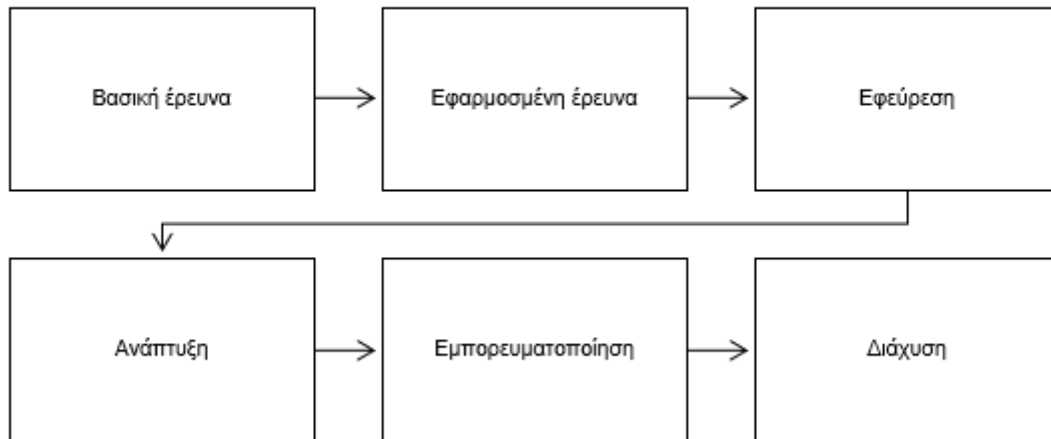 Βασική έρευνα
Εφαρμοσμένη έρευνα
Εφεύρεση
Ανάπτυξη
Εμπορευματοποίηση
Διάχυση